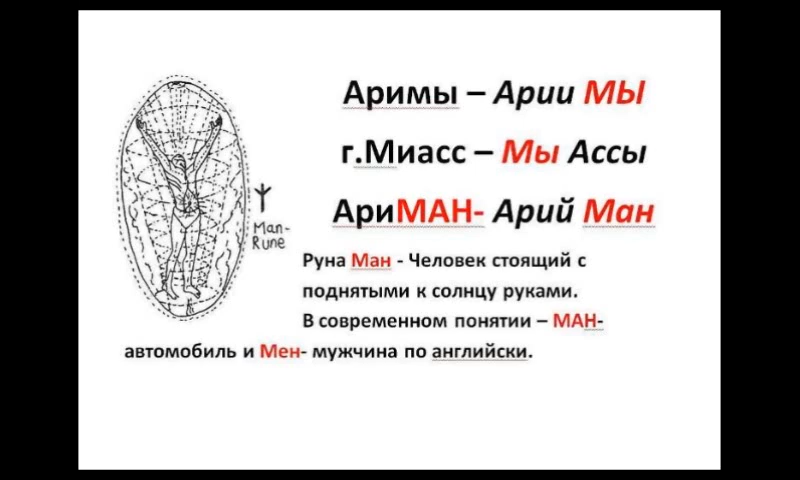 Аримы – Арии МЫ
г.Миасс – Мы Ассы
АриМАН- Арий Ман
Man-
Rune
Руна Ман - Человек стоящий с
поднятыми к солнцу руками.
В современном понятии – МАН-
автомобиль и Мен- мужчина по английски.